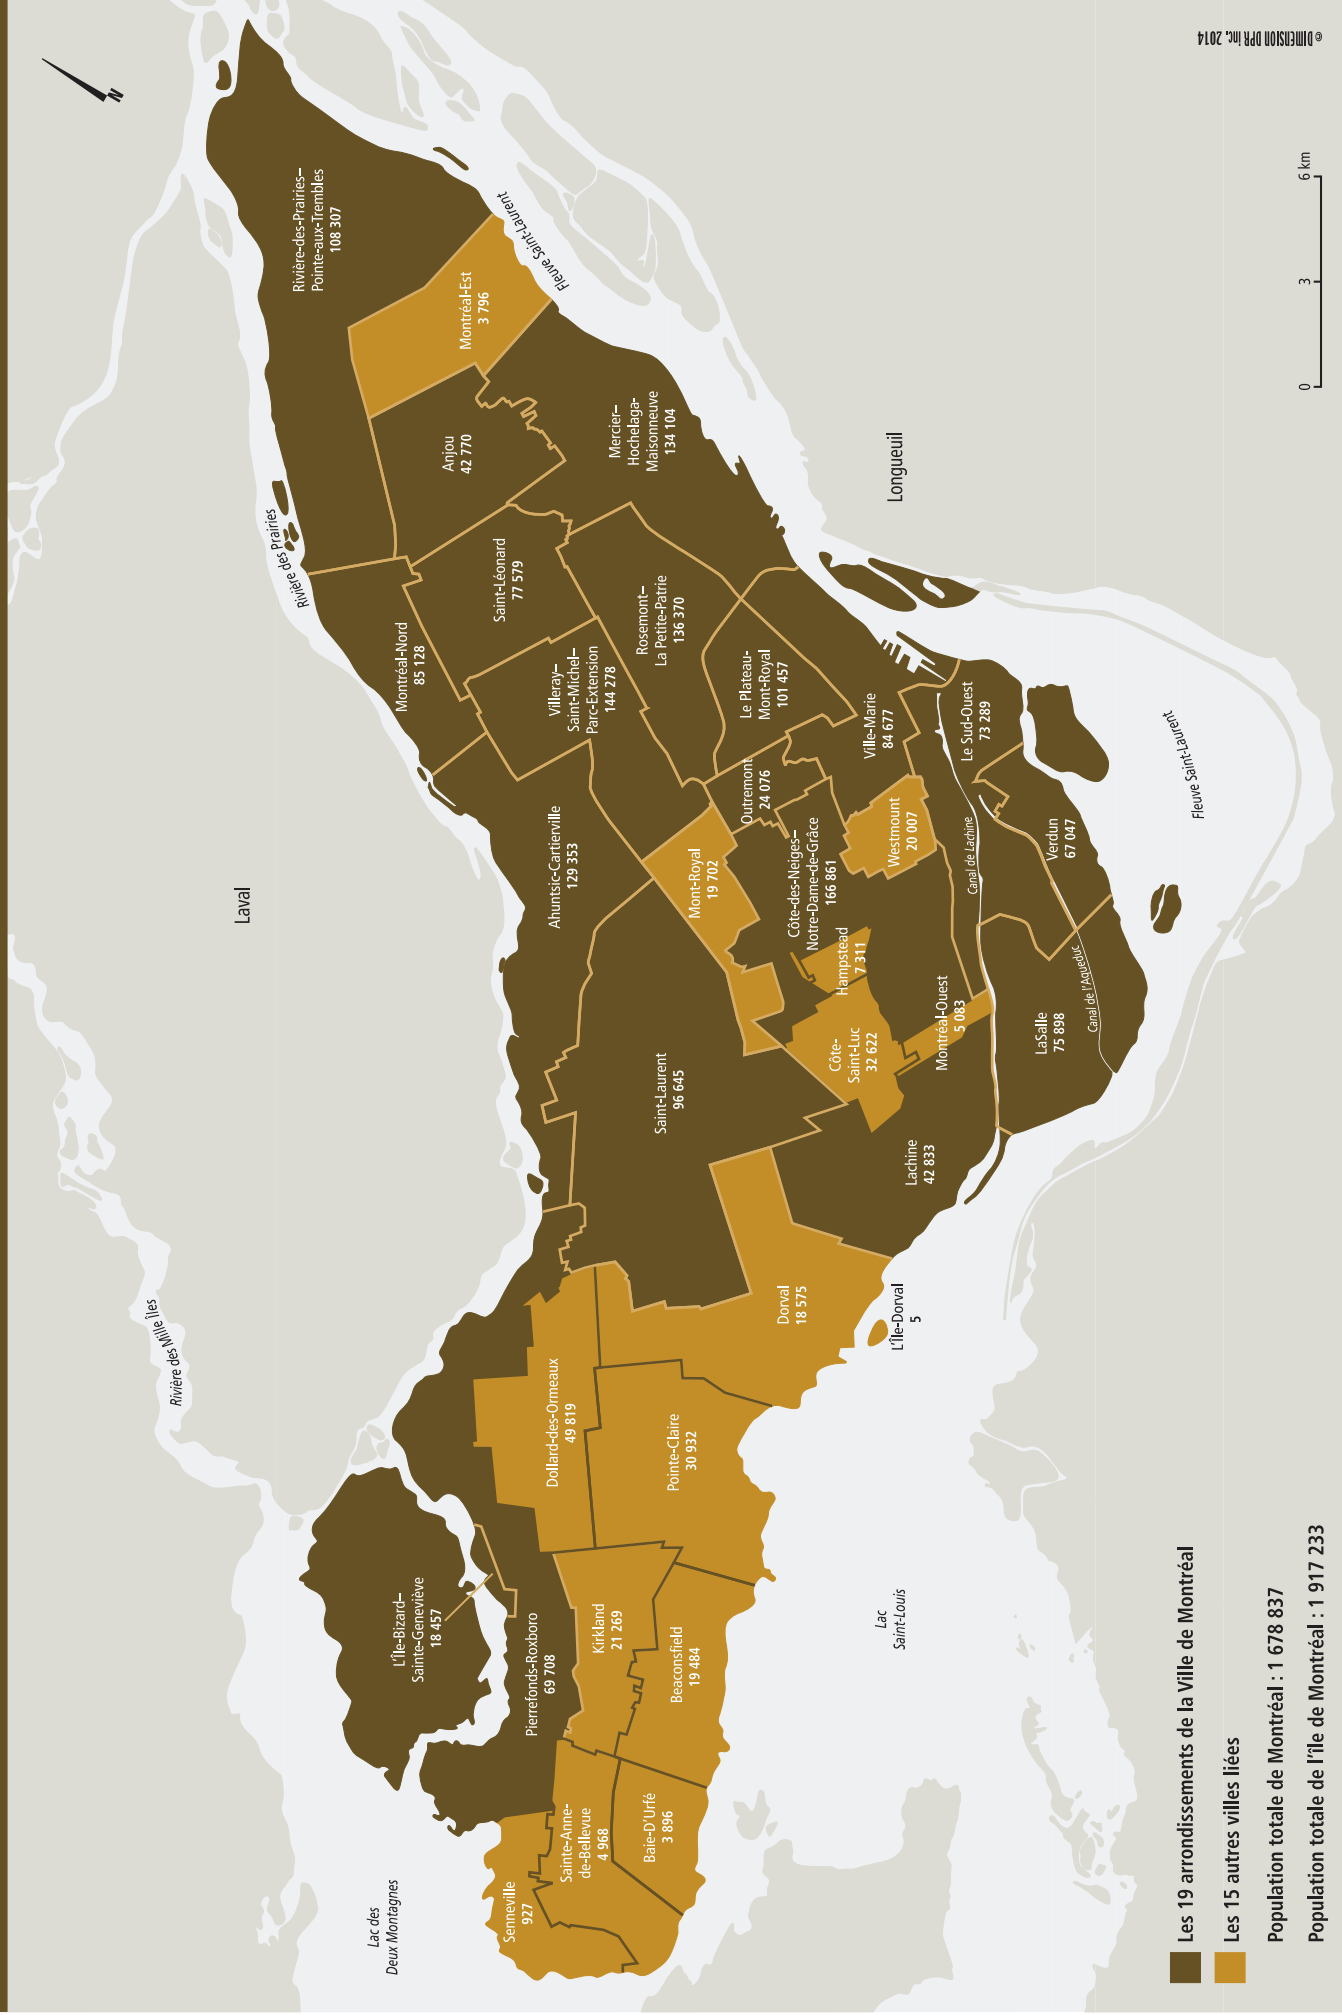 © DIMENSION DPR inc. 2014
N
Rivière-des-Prairies–
Pointe-aux-Trembles
108 307
Montréal-Est
3 796
Fleuve Saint-Laurent
Anjou
42 770
Mercier–
Hochelaga-
Maisonneuve
134 104
Rivière des Prairies
Montréal-Nord
85 128
Saint-Léonard
77 579
Villeray–
Saint-Michel–
Parc-Extension
144 278
Rosemont–
La Petite-Patrie
136 370
Le Plateau-
Mont-Royal
101 457
Ville-Marie
84 677
Le Sud-Ouest
73 289
Longueuil
Laval
Ahuntsic-Cartierville
129 353
Outremont
24 076
Mont-Royal
19 702
Côte-des-Neiges–
Notre-Dame-de-Grâce
166 861
Westmount
20 007
Canal de Lachine
Verdun
67 047
Fleuve Saint-Laurent
Hampstead
7 311
Côte-
Saint-Luc
32 622
Montréal-Ouest
5 083
LaSalle
75 898
Canal de l'Aqueduc
Saint-Laurent
96 645
Lachine
42 833
Dorval
18 575
L'Île-Dorval
5
Rivière des Mille Îles
Dollard-des-Ormeaux
49 819
Pointe-Claire
30 932
L'Île-Bizard–
Sainte-Geneviève
18 457
Pierrefonds-Roxboro
69 708
Kirkland
21 269
Beaconsfield
19 484
Lac
Saint-Louis
Lac des
Deux Montagnes
Senneville
927
Sainte-Anne-
de-Bellevue
4 968
Baie-D'Urfé
3 896
0 3 6 km
Les 19 arrondissements de la Ville de Montréal
Les 15 autres villes liées
Population totale de Montréal : 1 678 837
Population totale de l'île de Montréal : 1 917 233